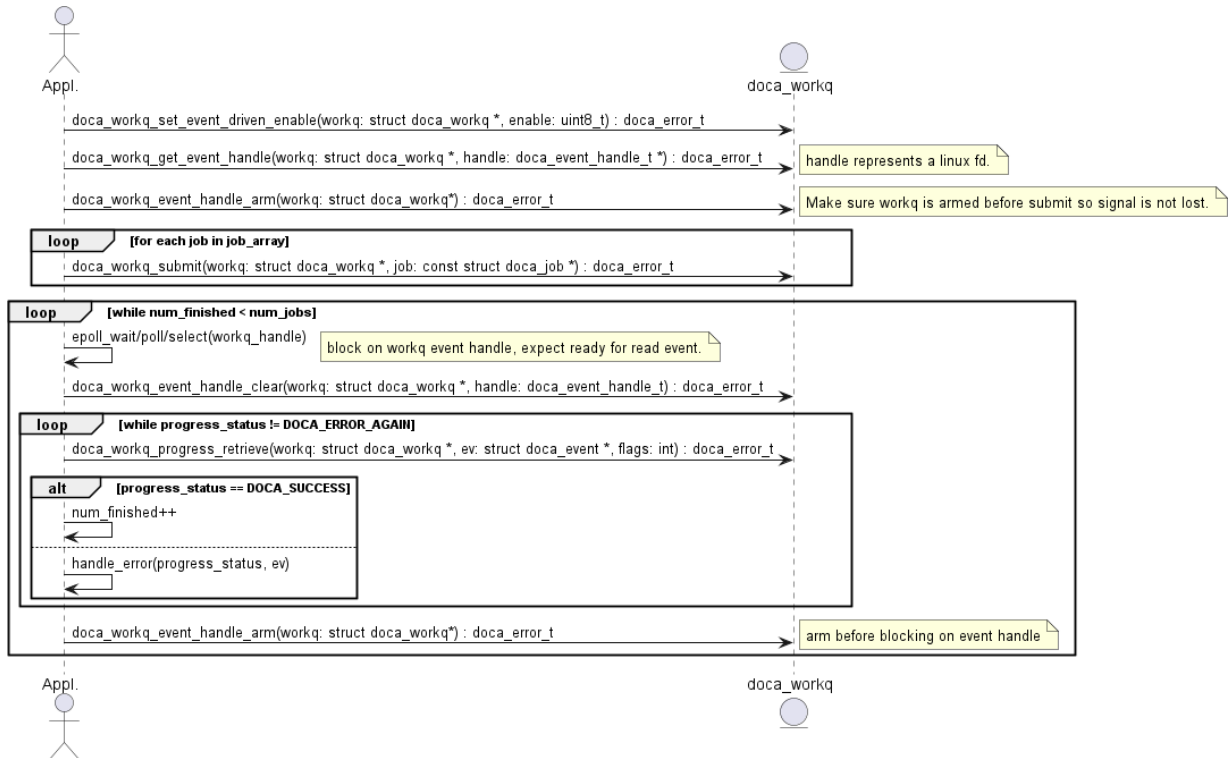 Appl.
doca_workq
doca_workq_set_event_driven_enable(workq: struct doca_workq *, enable: uint8_t) : doca_error_t
doca_workq_get_event_handle(workq: struct doca_workq *, handle: doca_event_handle_t *) : doca_error_t
handle represents a linux fd.
doca_workq_event_handle_arm(workq: struct doca_workq*) : doca_error_t
Make sure workq is armed before submit so signal is not lost.
loop [for each job in job_array]
doca_workq_submit(workq: struct doca_workq *, job: const struct doca_job *) : doca_error_t
loop [while num_finished < num_jobs]
epoll_wait/poll/select(workq_handle)
block on workq event handle, expect ready for read event.
doca_workq_event_handle_clear(workq: struct doca_workq *, handle: doca_event_handle_t) : doca_error_t
loop [while progress_status != DOCA_ERROR_AGAIN]
doca_workq_progress_retrieve(workq: struct doca_workq *, ev: struct doca_event *, flags: int) : doca_error_t
alt [progress_status == DOCA_SUCCESS]
num_finished++
handle_error(progress_status, ev)
doca_workq_event_handle_arm(workq: struct doca_workq*) : doca_error_t
arm before blocking on event handle
Appl.
doca_workq